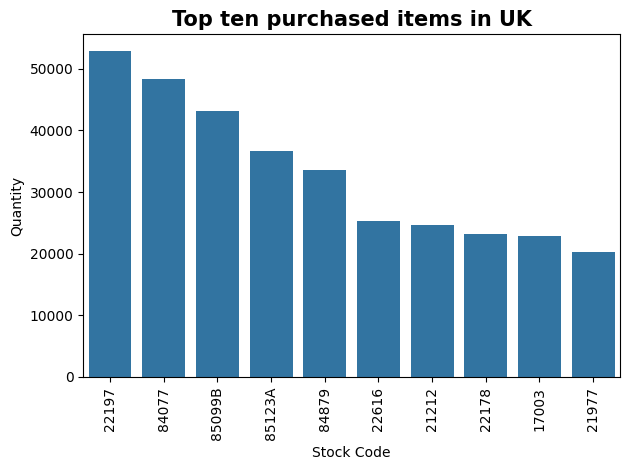 Top ten purchased items in UK
Quantity
50000
40000
30000
20000
10000
0
22197
84077
85099B
85123A
84879
22616
21212
22178
17003
21977
Stock Code